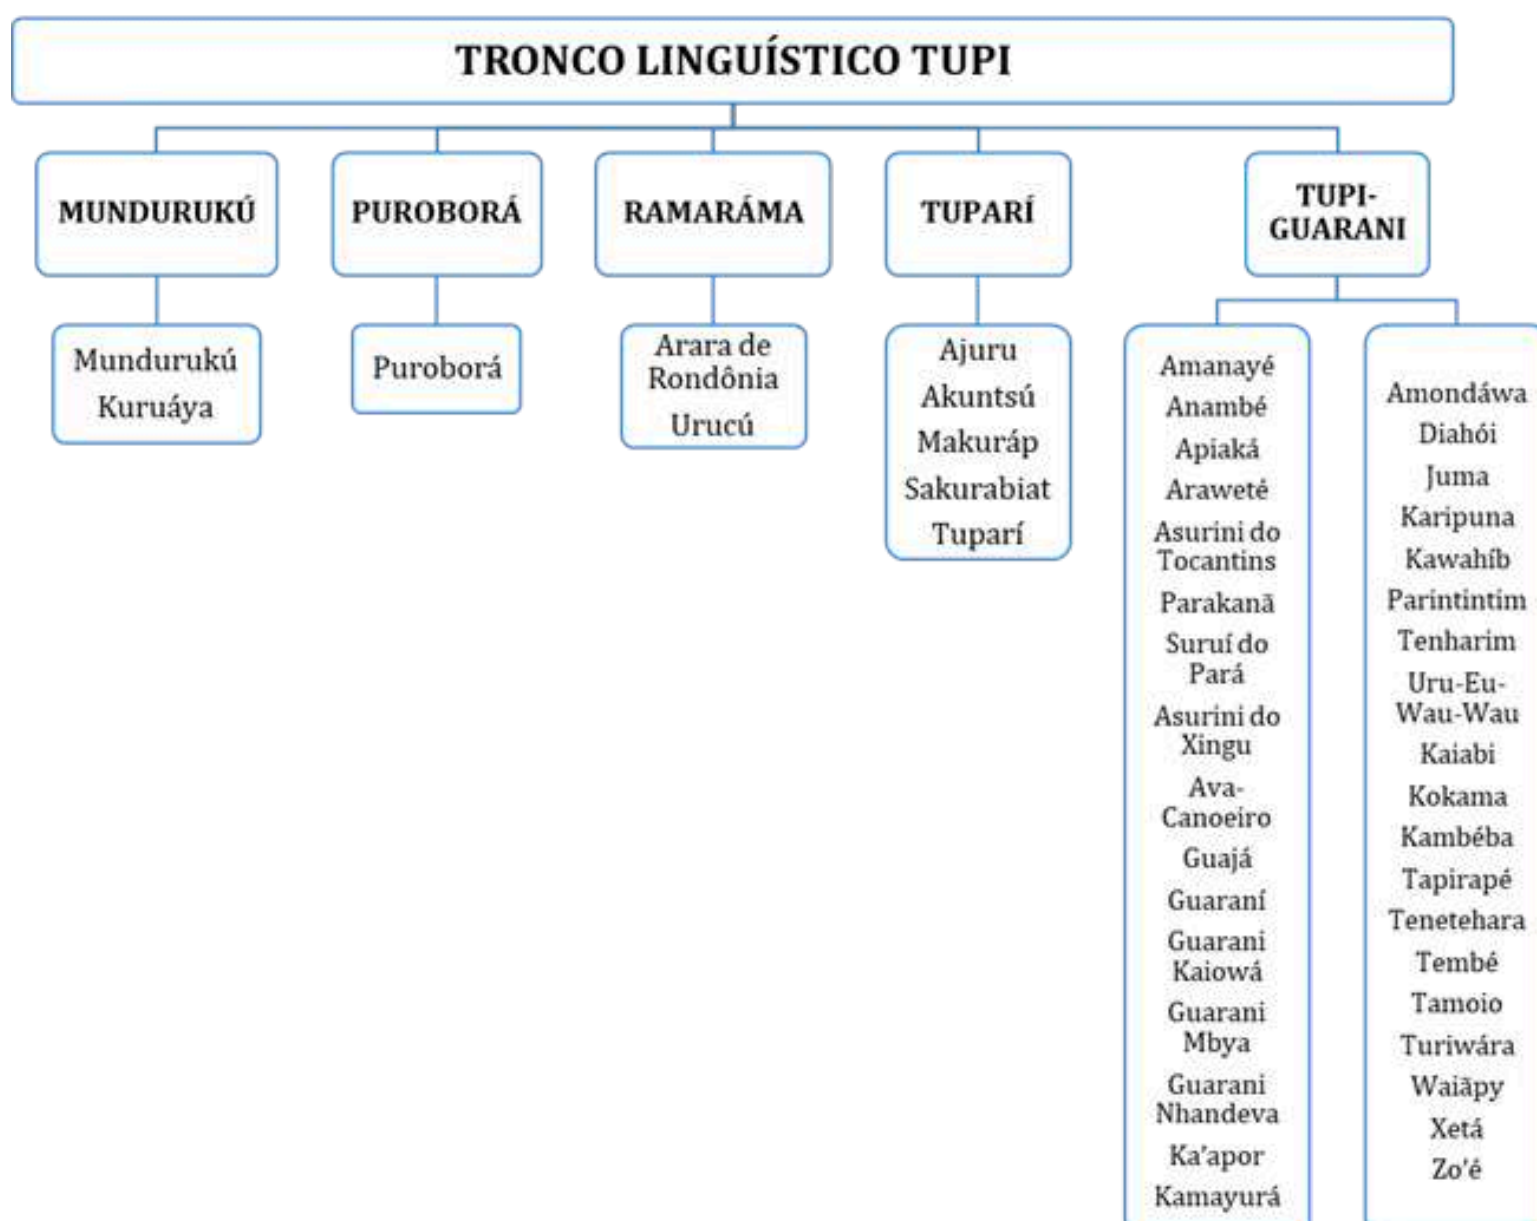 TRONCO LINGUÍSTICO TUPI
MUNDURUKÚ
PUROBORÁ
RAMARÁMA
TUPARÍ
TUPI-
GUARANI
Mundurukú
Kuruáya
Puroborá
Arara de
Rondônia
Urucú
Ajuru
Akuntsú
Makuráp
Sakurabiat
Tuparí
Amanayé
Anambé
Apiaká
Araweté
Asurini do
Tocantins
Parakanã
Suruí do
Pará
Asurini do
Xingu
Ava-
Canoeiro
Guajá
Guaraní
Guarani
Kaiowá
Guarani
Mbya
Guarani
Nhandeva
Ka'apor
Kamayurá
Amondáwa
Diahói
Juma
Karipuna
Kawahíb
Parintintim
Tenharim
Uru-Eu-
Wau-Wau
Kaiabi
Kokama
Kambéba
Tapirapé
Tenetehara
Tembé
Tamoio
Turiwára
Waiãpy
Xetá
Zo'é